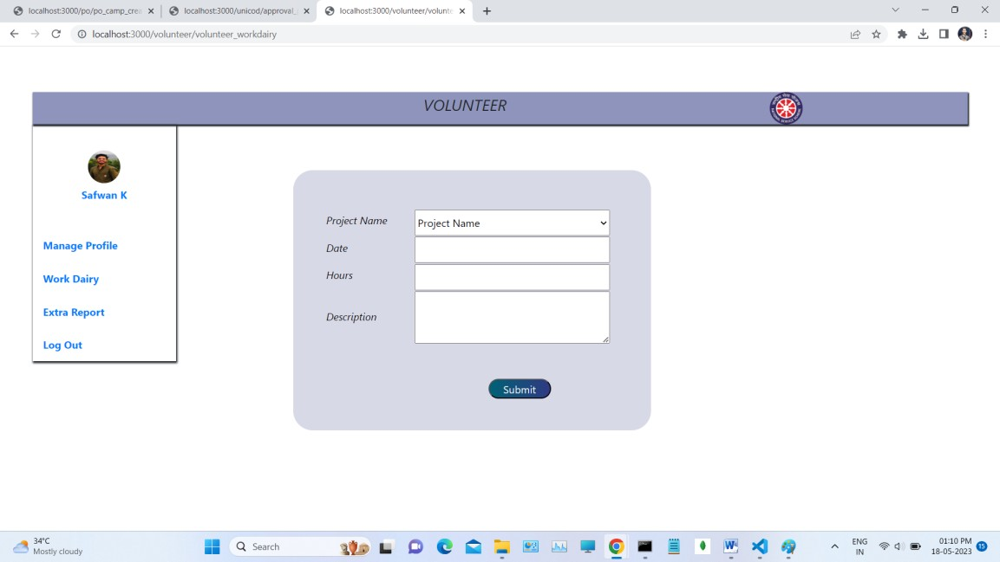 localhost:3000/po/po_camp_crea
localhost:3000/unicod/approval_
localhost:3000/volunteer/volunte
localhost:3000/volunteer/volunteer_workdairy
VOLUNTEER
Safwan K
Manage Profile
Work Dairy
Extra Report
Log Out
Project Name
Project Name
Date
Hours
Description
Submit
34°C
Mostly cloudy
Search
ENG
IN
01:10 PM
18-05-2023
15